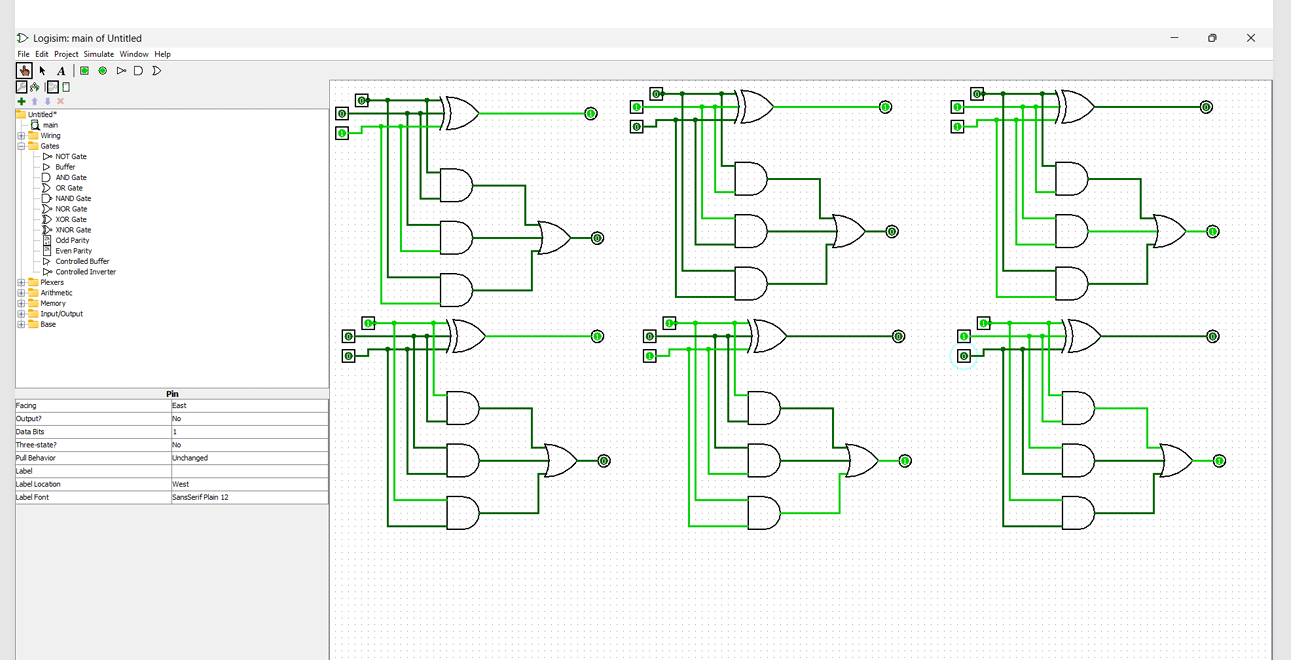 Logisim: main of Untitled
File Edit Project Simulate Window Help
A
Untitled*
main
Wiring
Gates
NOT Gate
Buffer
AND Gate
OR Gate
NAND Gate
NOR Gate
XOR Gate
XNOR Gate
Odd Parity
Even Parity
Controlled Buffer
Controlled Inverter
Plexers
Arithmetic
Memory
Input/Output
Base
Pin
Facing East
Output? No
Data Bits 1
Three-state? No
Pull Behavior Unchanged
Label
Label Location West
Label Font SansSerif Plain 12
0 0 0
0 1 1 1 1 0
1 0 1
0 0 1
1 1 1
0 1 0 0 1 0
0 1 0
0 1 1